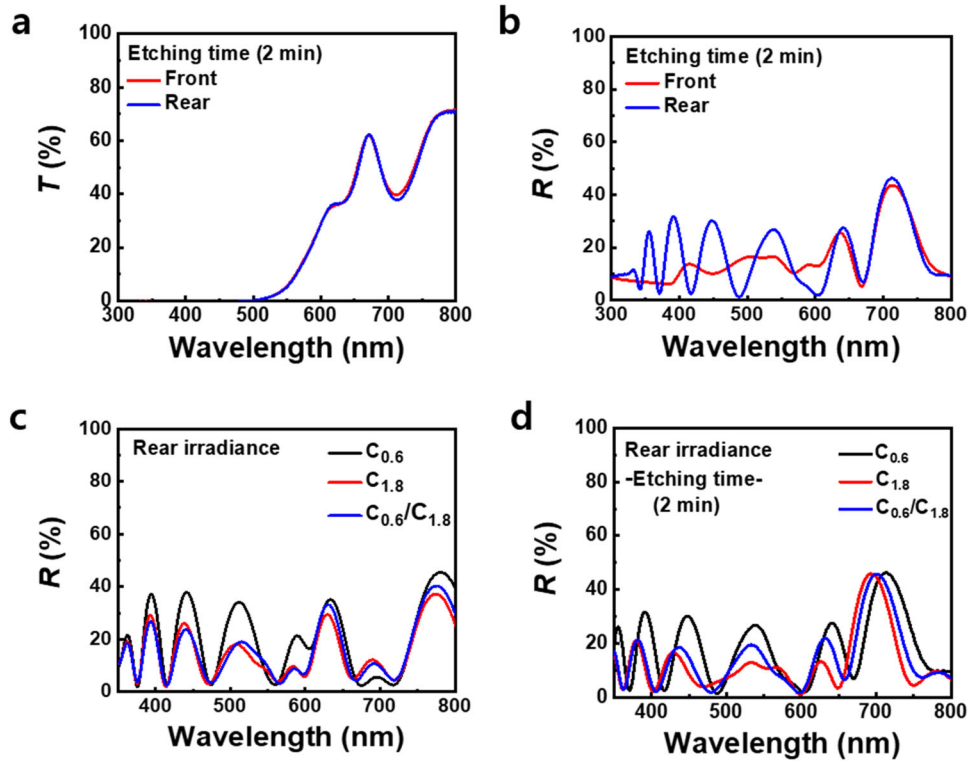 a
100
80
60
40
20
0
T (%)
Etching time (2 min)
Front
Rear
300 400 500 600 700 800
Wavelength (nm)
b
100
80
60
40
20
0
R (%)
Etching time (2 min)
Front
Rear
300 400 500 600 700 800
Wavelength (nm)
c
100
80
60
40
20
0
R (%)
Rear irradiance
C0.6
C1.8
C0.6/C1.8
350 400 500 600 700 800
Wavelength (nm)
d
100
80
60
40
20
0
R (%)
Rear irradiance
-Etching time-
(2 min)
C0.6
C1.8
C0.6/C1.8
350 400 500 600 700 800
Wavelength (nm)